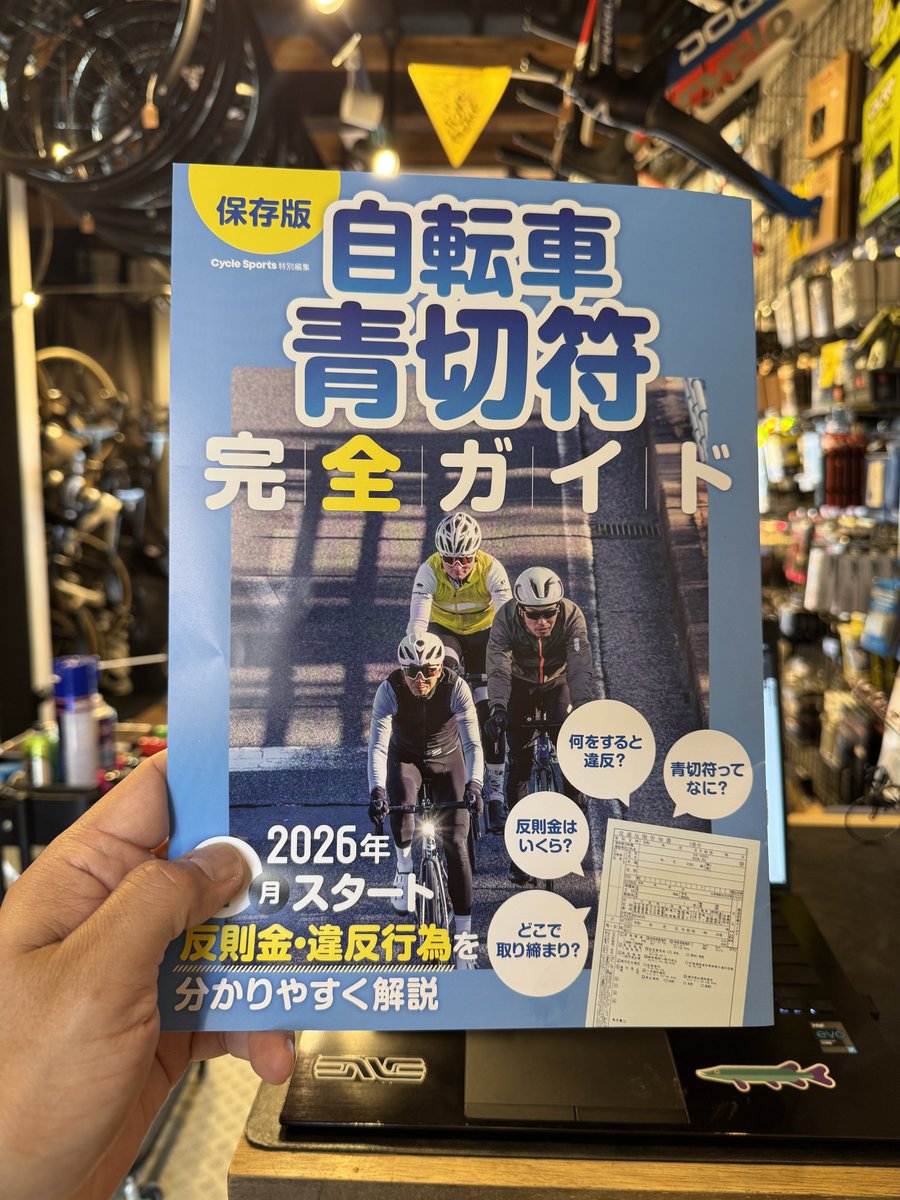 保存版
Cycle Sports 特別編集
自転車
青切符
完全ガイド
何をすると
違反?
青切符って
なに?
反則金は
いくら?
どこで
取り締まり?
2026年
月スタート
反則金・違反行為を
分かりやすく解説
cyclo
evo
ENVE